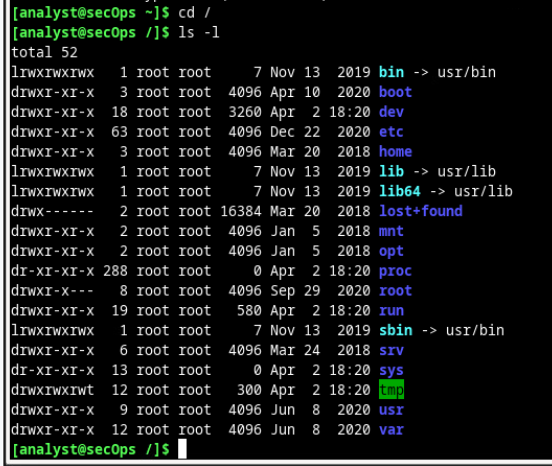 [analyst@secOps ~]$ cd /
[analyst@secOps /]$ ls -l
total 52
lrwxrwxrwx   1 root root     7 Nov 13  2019 bin -> usr/bin
drwxr-xr-x   3 root root  4096 Apr 10  2020 boot
drwxr-xr-x  18 root root  3260 Apr  2 18:20 dev
drwxr-xr-x  63 root root  4096 Dec 22  2020 etc
drwxr-xr-x   3 root root  4096 Mar 20  2018 home
lrwxrwxrwx   1 root root     7 Nov 13  2019 lib -> usr/lib
lrwxrwxrwx   1 root root     7 Nov 13  2019 lib64 -> usr/lib
drwx------   2 root root 16384 Mar 20  2018 lost+found
drwxr-xr-x   2 root root  4096 Jan  5  2018 mnt
drwxr-xr-x   2 root root  4096 Jan  5  2018 opt
dr-xr-xr-x 288 root root     0 Apr  2 18:20 proc
drwxr-x---   8 root root  4096 Sep 29  2020 root
drwxr-xr-x  19 root root   580 Apr  2 18:20 run
lrwxrwxrwx   1 root root     7 Nov 13  2019 sbin -> usr/bin
drwxr-xr-x   6 root root  4096 Mar 24  2018 srv
dr-xr-xr-x  13 root root     0 Apr  2 18:20 sys
drwxrwxrwt  12 root root   300 Apr  2 18:20 tmp
drwxr-xr-x   9 root root  4096 Jun  8  2020 usr
drwxr-xr-x  12 root root  4096 Jun  8  2020 var
[analyst@secOps /]$